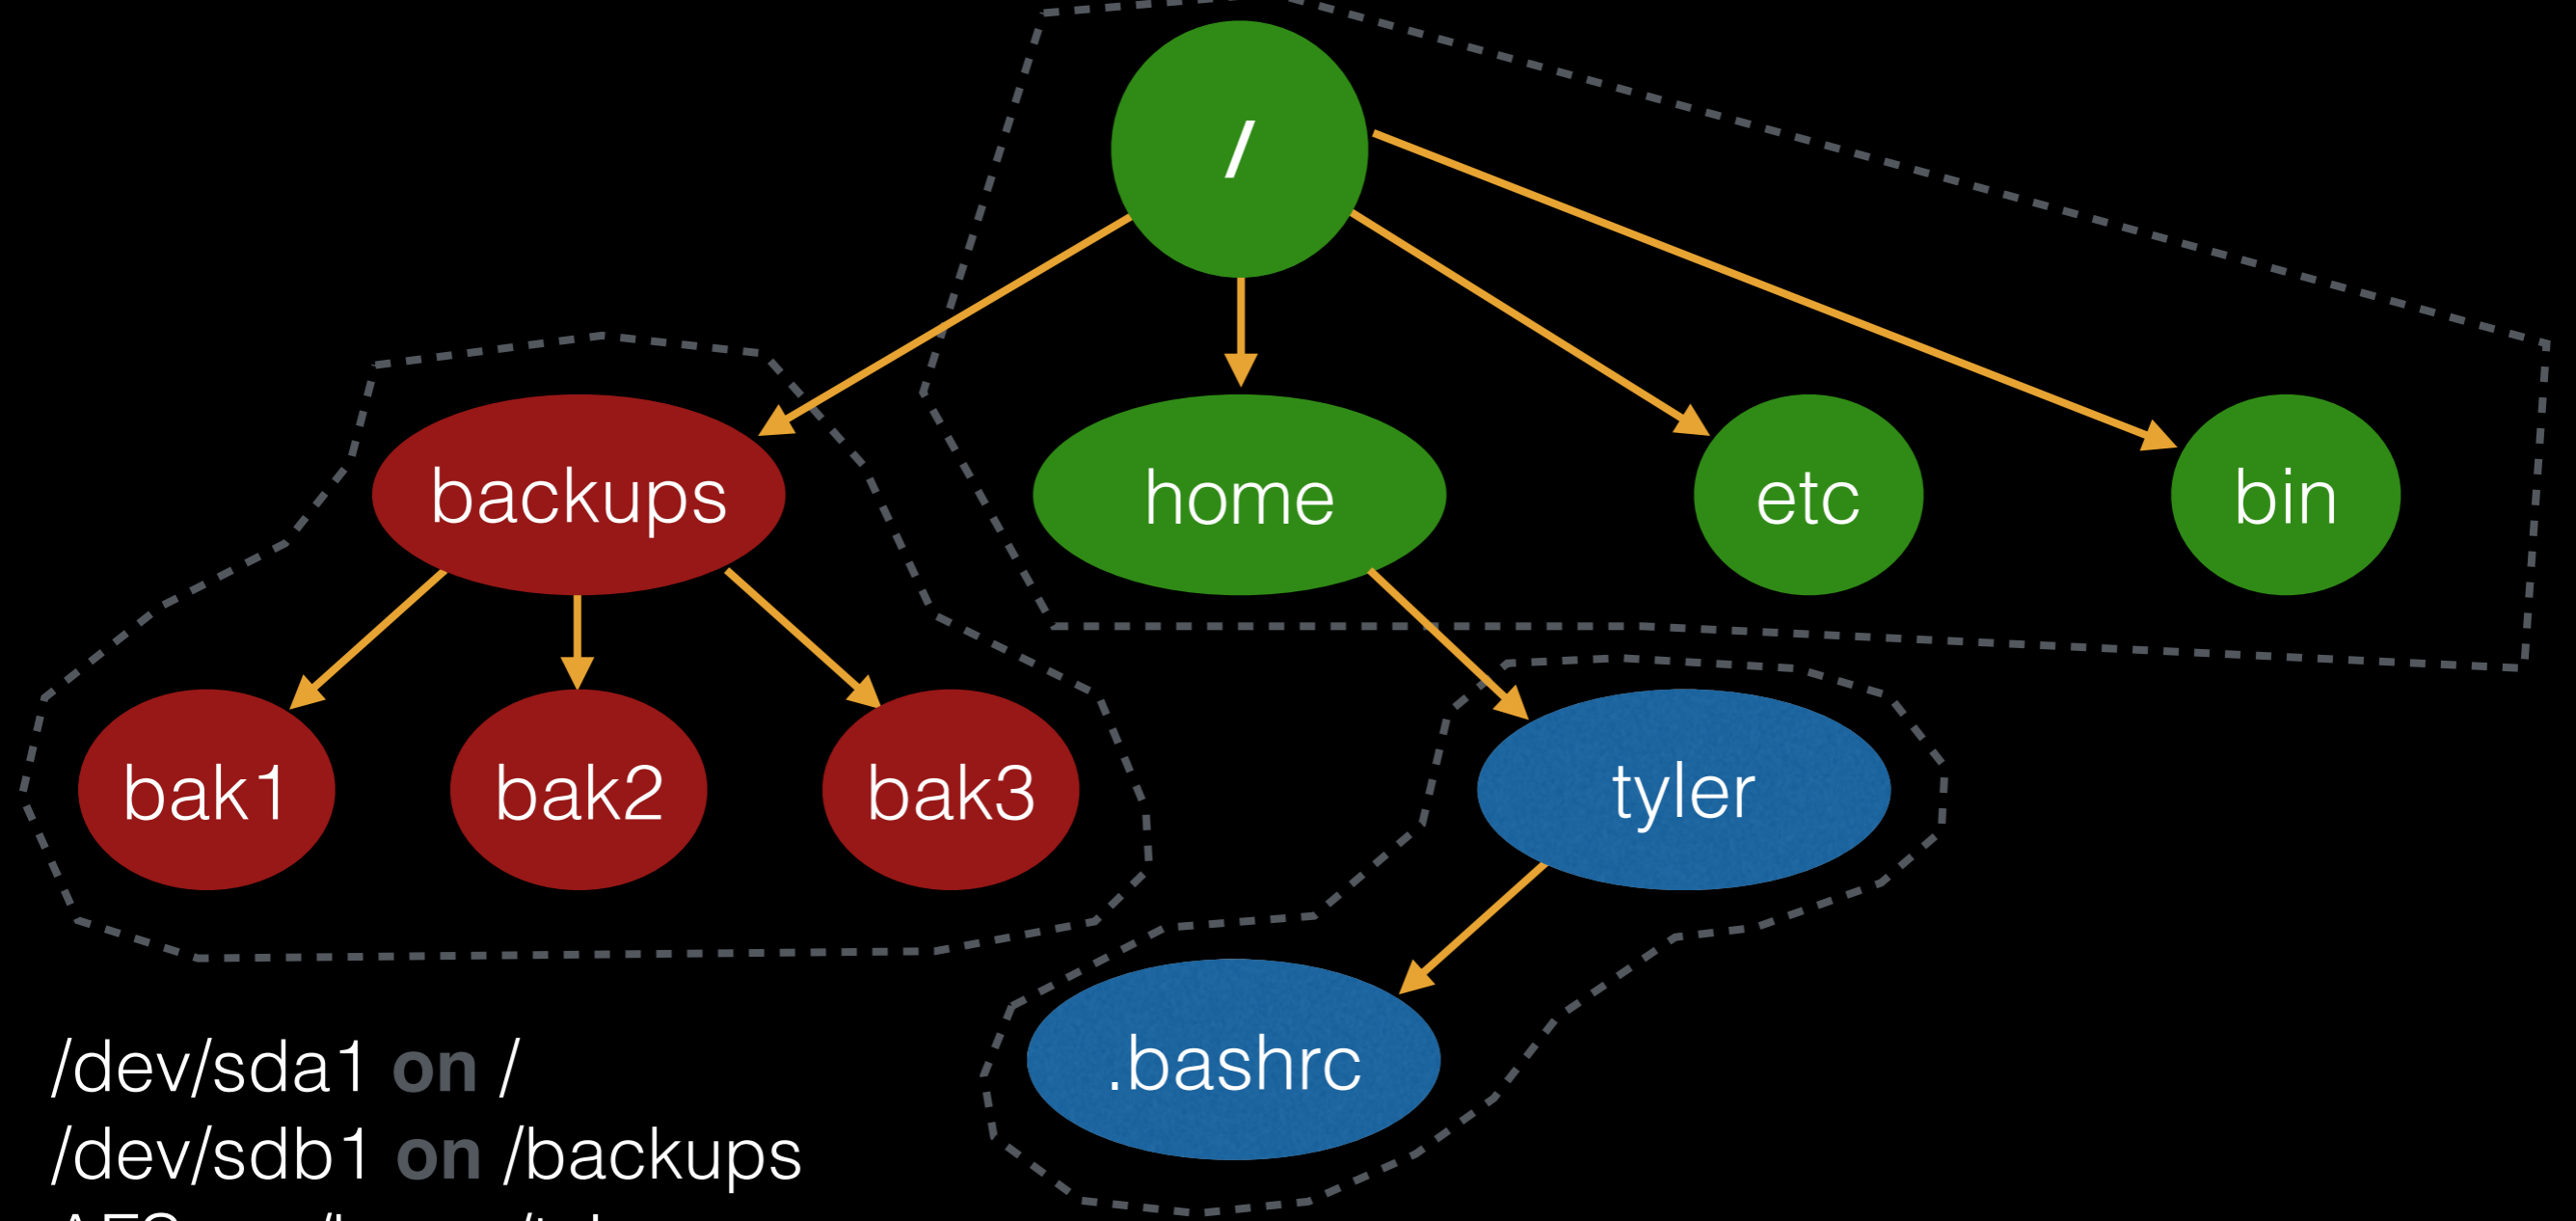 /
backups
home
etc
bin
bak1
bak2
bak3
tyler
.bashrc
/dev/sda1 on /
/dev/sdb1 on /backups